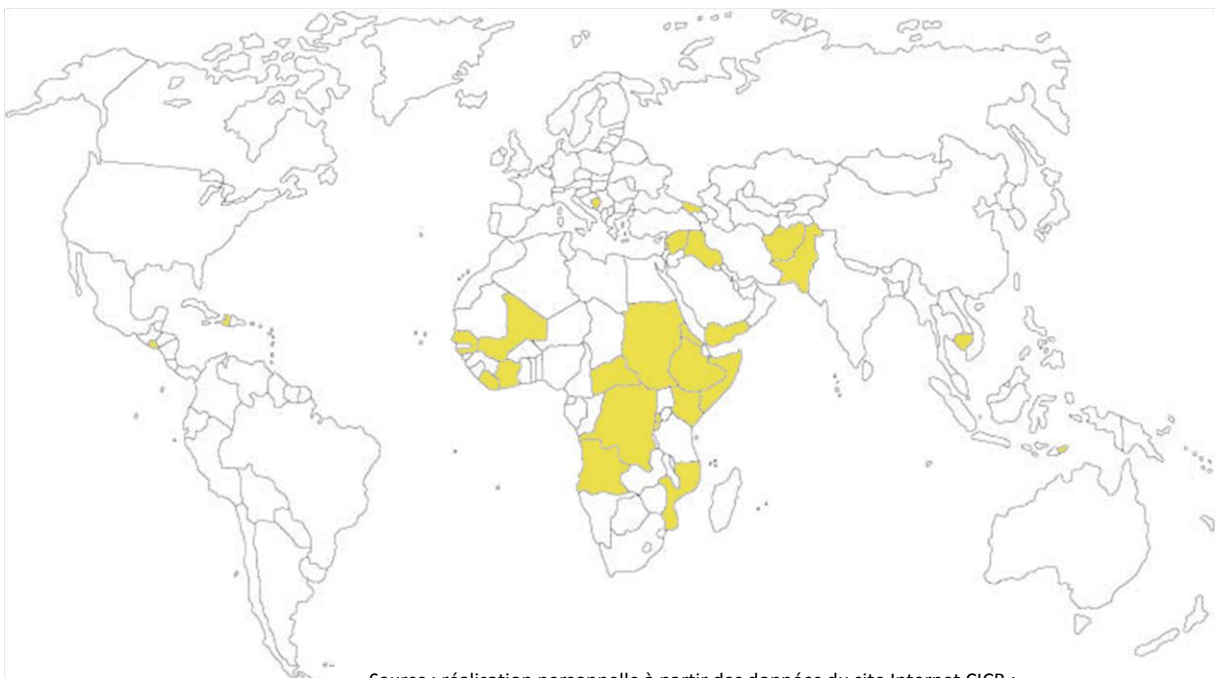 Source : réalisation personnelle à partir des données du site Internet CICR :